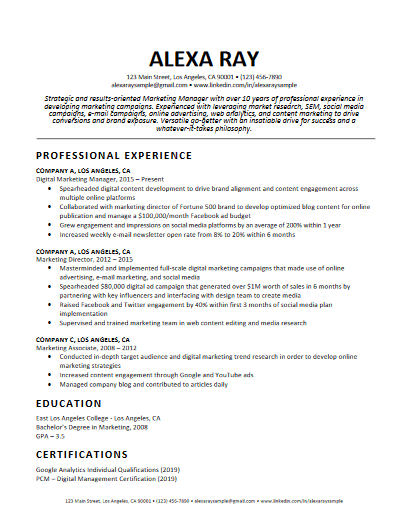 ALEXA RAY
123 Main Street, Los Angeles, CA 90001 • (123) 456-7890
alexaraysample@gmail.com • www.linkedin.com/in/alexaraysample
Strategic and results-oriented Marketing Manager with over 10 years of professional experience in
developing marketing campaigns. Experienced with leveraging market research, SEM, social media
campaigns, e-mail campaigns, online advertising, web analytics, and content marketing to drive
conversions and brand exposure. Versatile go-getter with an insatiable drive for success and a
whatever-it-takes philosophy.
PROFESSIONAL EXPERIENCE
COMPANY A, LOS ANGELES, CA
Digital Marketing Manager, 2015 – Present
• Spearheaded digital content development to drive brand alignment and content engagement across
multiple online platforms
• Collaborated with marketing director of Fortune 500 brand to develop optimized blog content for online
publication and manage a $100,000/month Facebook ad budget
• Grew engagement and impressions on social media platforms by an average of 200% within 1 year
• Increased weekly e-mail newsletter open rate from 8% to 20% within 6 months
COMPANY A, LOS ANGELES, CA
Marketing Director, 2012 – 2015
• Masterminded and implemented full-scale digital marketing campaigns that made use of online
advertising, e-mail marketing, and social media
• Spearheaded $80,000 digital ad campaign that generated over $1M worth of sales in 6 months by
partnering with key influencers and interfacing with design team to create media
• Raised Facebook and Twitter engagement by 40% within first 3 months of social media plan
implementation
• Supervised and trained marketing team in web content editing and media research
COMPANY C, LOS ANGELES, CA
Marketing Associate, 2008 – 2012
• Conducted in-depth target audience and digital marketing trend research in order to develop online
marketing strategies
• Increased content engagement through Google and YouTube ads
• Managed company blog and contributed to articles daily
EDUCATION
East Los Angeles College - Los Angeles, CA
Bachelor's Degree in Marketing, 2008
GPA – 3.5
CERTIFICATIONS
Google Analytics Individual Qualifications (2019)
PCM – Digital Management Certification (2019)
123 Main Street, Los Angeles, CA 90001 • (123) 456-7890 • alexaraysample@gmail.com • www.linkedin.com/in/alexaraysample